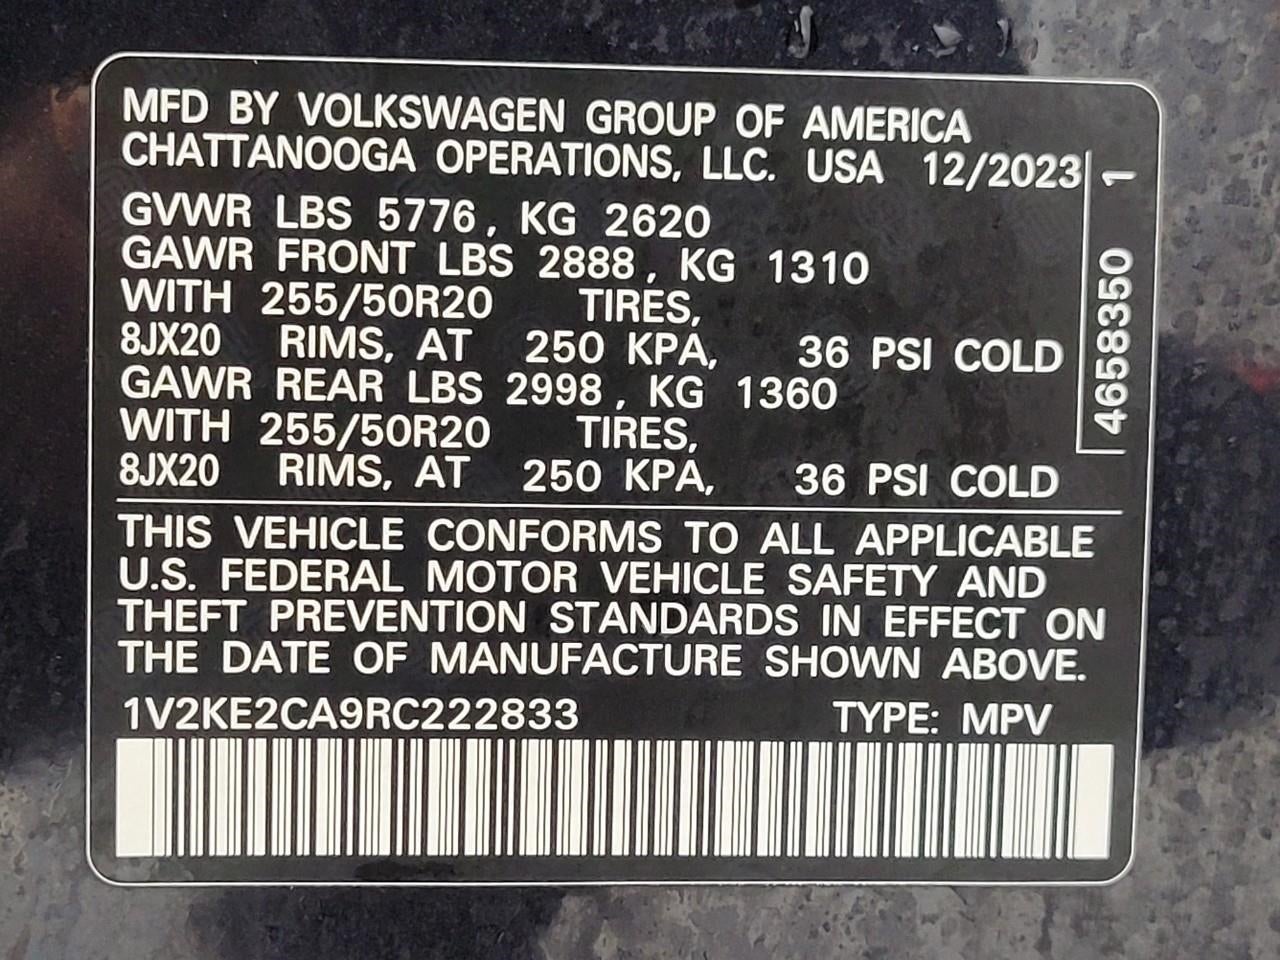 MFD BY VOLKSWAGEN GROUP OF AMERICA
CHATTANOOGA OPERATIONS, LLC. USA 12/2023
GVWR LBS 5776, KG 2620
GAWR FRONT LBS 2888, KG 1310
WITH 255/50R20 TIRES,
8JX20 RIMS, AT 250 KPA, 36 PSI COLD
GAWR REAR LBS 2998, KG 1360
WITH 255/50R20 TIRES,
8JX20 RIMS, AT 250 KPA, 36 PSI COLD
4658350 1
THIS VEHICLE CONFORMS TO ALL APPLICABLE
U.S. FEDERAL MOTOR VEHICLE SAFETY AND
THEFT PREVENTION STANDARDS IN EFFECT ON
THE DATE OF MANUFACTURE SHOWN ABOVE.
1V2KE2CA9RC222833 TYPE: MPV